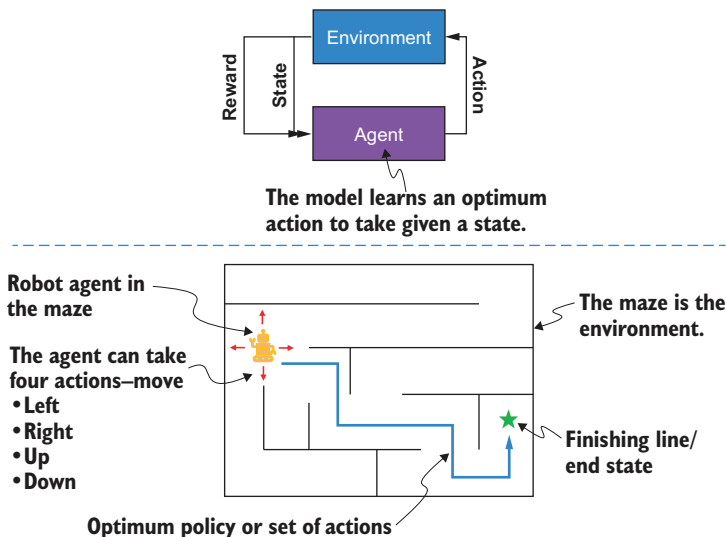 Environment
Reward
State
Action
Agent
The model learns an optimum
action to take given a state.
Robot agent in
the maze
The maze is the
environment.
The agent can take
four actions–move
• Left
• Right
• Up
• Down
Finishing line/
end state
Optimum policy or set of actions